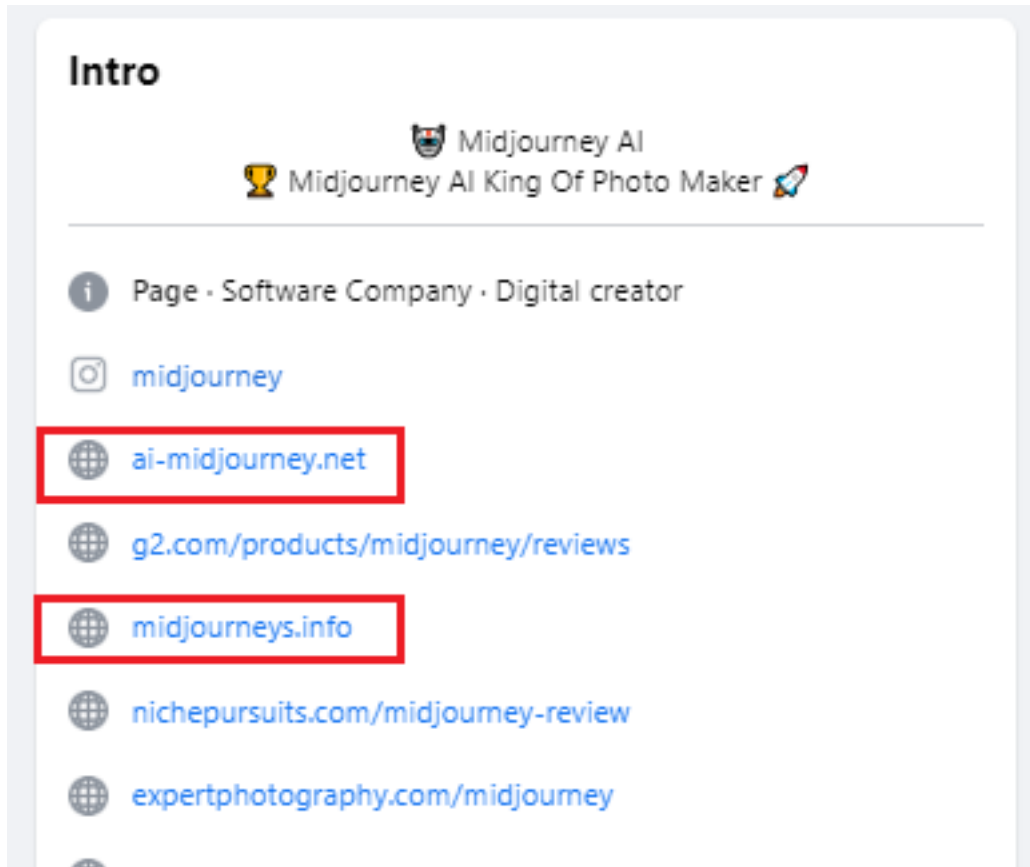 Intro
Midjourney AI
Midjourney AI King Of Photo Maker
Page · Software Company · Digital creator
midjourney
ai-midjourney.net
g2.com/products/midjourney/reviews
midjourneys.info
nichepursuits.com/midjourney-review
expertphotography.com/midjourney